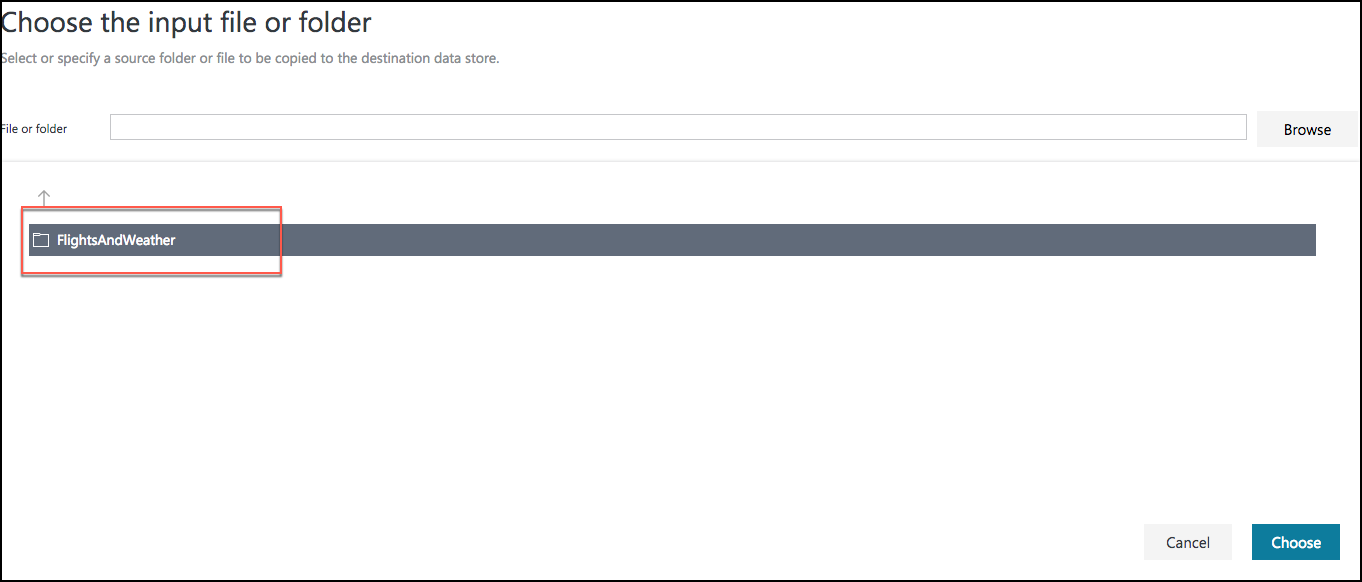 Choose the input file or folder
Select or specify a source folder or file to be copied to the destination data store.
File or folder
Browse
FlightsAndWeather
Cancel
Choose